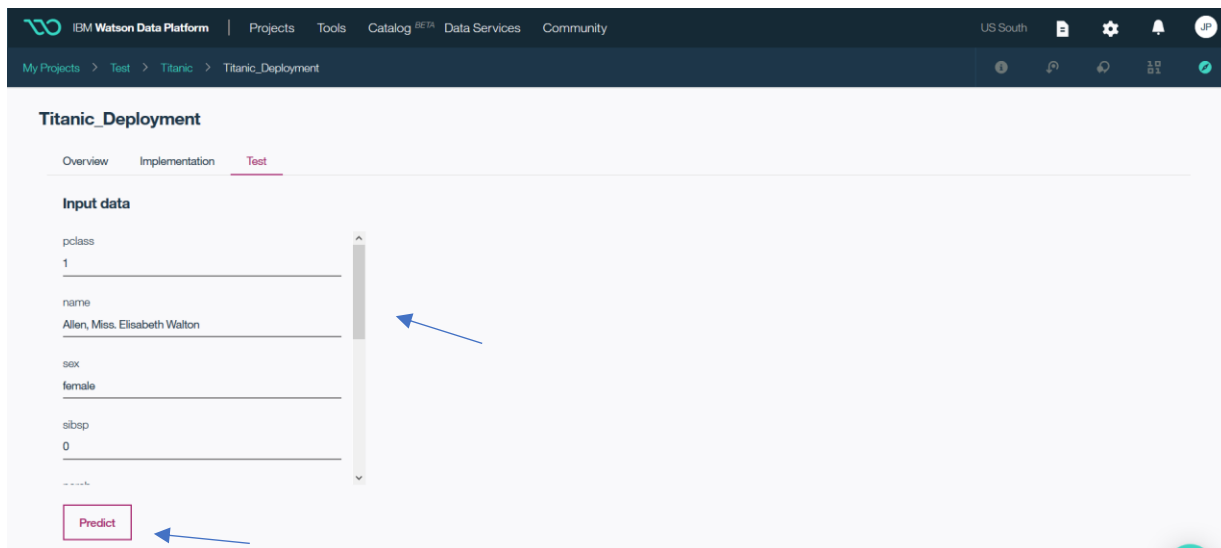 IBM Watson Data Platform | Projects Tools Catalog BETA Data Services Community US South JP
My Projects > Test > Titanic > Titanic_Deployment
Titanic_Deployment
Overview Implementation Test
Input data
pclass
1
name
Allen, Miss. Elisabeth Walton
sex
female
sibsp
0
Predict